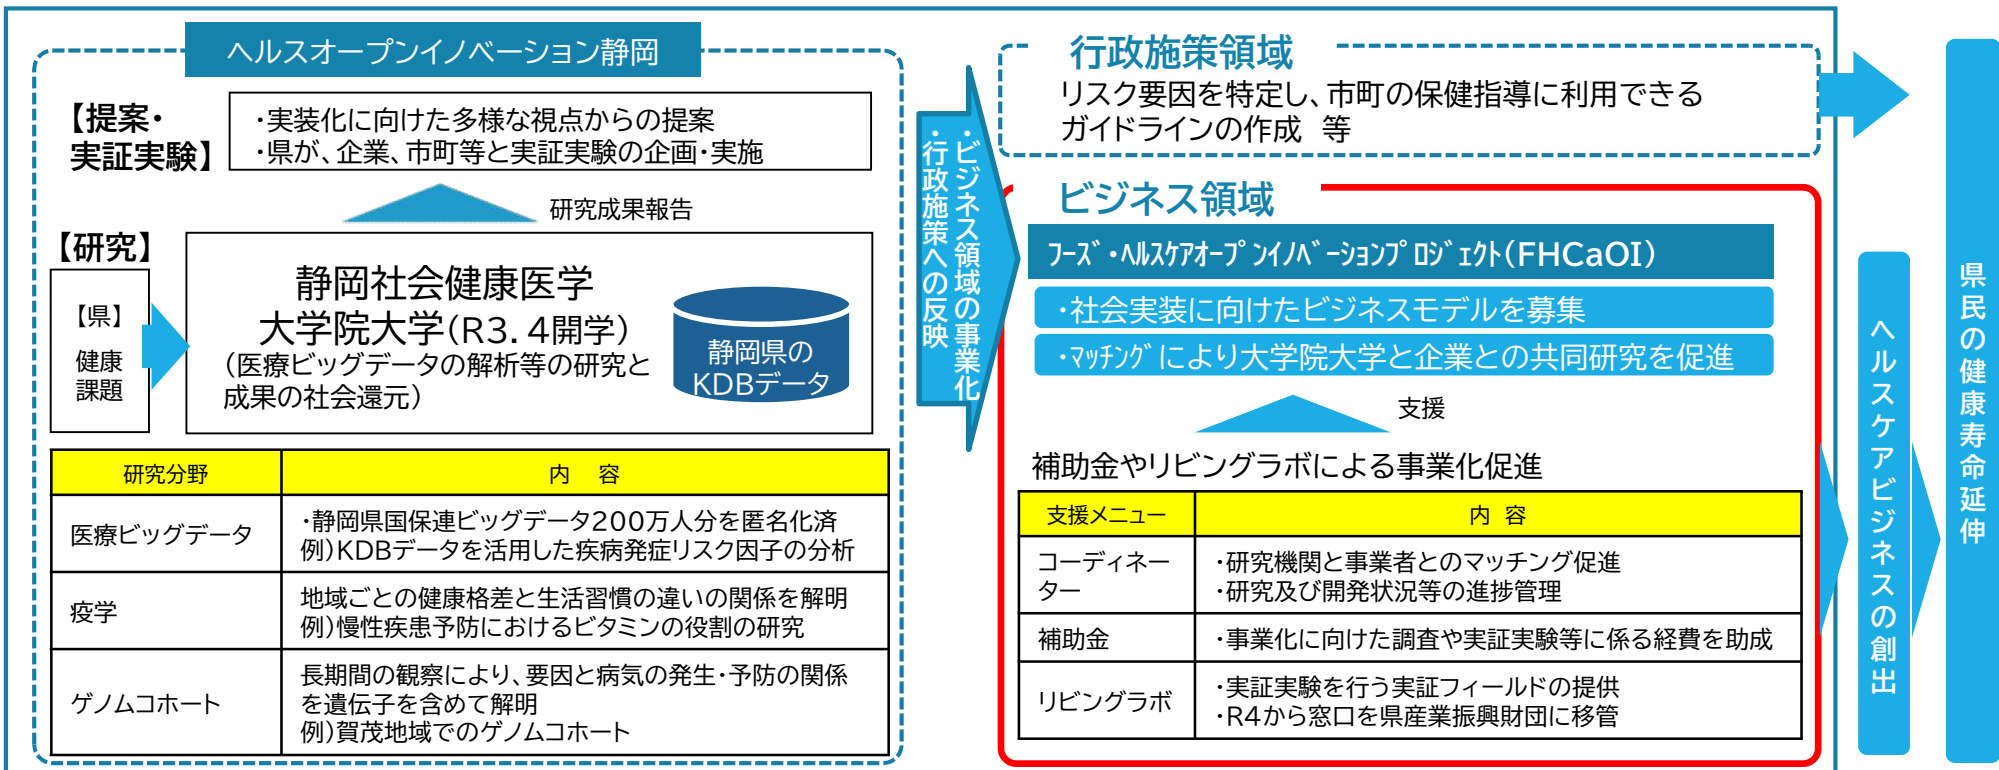 ヘルスオープンイノベーション静岡
【提案・
実証実験】
・実装化に向けた多様な視点からの提案
・県が、企業、市町等と実証実験の企画・実施
研究成果報告
【研究】
【県】
健康
課題
静岡社会健康医学
大学院大学(R3.4開学)
(医療ビッグデータの解析等の研究と
成果の社会還元)
静岡県の
KDBデータ
研究分野
内 容
医療ビッグデータ
・静岡県国保連ビッグデータ200万人分を匿名化済
例)KDBデータを活用した疾病発症リスク因子の分析
疫学
地域ごとの健康格差と生活習慣の違いの関係を解明
例)慢性疾患予防におけるビタミンの役割の研究
ゲノムコホート
長期間の観察により、要因と病気の発生・予防の関係
を遺伝子を含めて解明
例)賀茂地域でのゲノムコホート
・ビジネス領域の事業化
・行政施策への反映
行政施策領域
リスク要因を特定し、市町の保健指導に利用できる
ガイドラインの作成 等
ビジネス領域
フーズ・ヘルスケアオープンイノベーションプロジェクト(FHCaOI)
・社会実装に向けたビジネスモデルを募集
・マッチングにより大学院大学と企業との共同研究を促進
支援
補助金やリビングラボによる事業化促進
支援メニュー
内 容
コーディネー
ター
・研究機関と事業者とのマッチング促進
・研究及び開発状況等の進捗管理
補助金
・事業化に向けた調査や実証実験等に係る経費を助成
リビングラボ
・実証実験を行う実証フィールドの提供
・R4から窓口を県産業振興財団に移管
ヘルスケアビジネスの創出
県民の健康寿命延伸